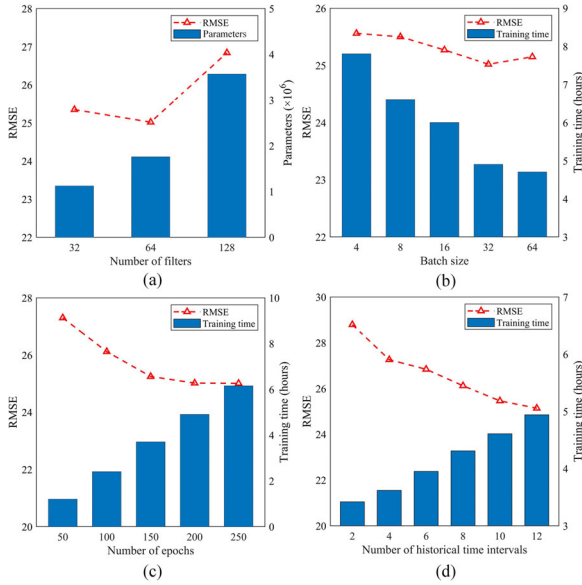 28
27
26
25
24
23
22
RMSE
RMSE
Parameters
5
4
3
2
1
0
Parameters (×10⁶)
32 64 128
Number of filters
(a)
26
25
24
23
22
RMSE
RMSE
Training time
9
8
7
6
5
4
3
Training time (hours)
4 8 16 32 64
Batch size
(b)
28
26
24
22
20
RMSE
RMSE
Training time
10
8
6
4
2
0
Training time (hours)
50 100 150 200 250
Number of epochs
(c)
30
28
26
24
22
20
RMSE
RMSE
Training time
7
6
5
4
3
Training time (hours)
2 4 6 8 10 12
Number of historical time intervals
(d)